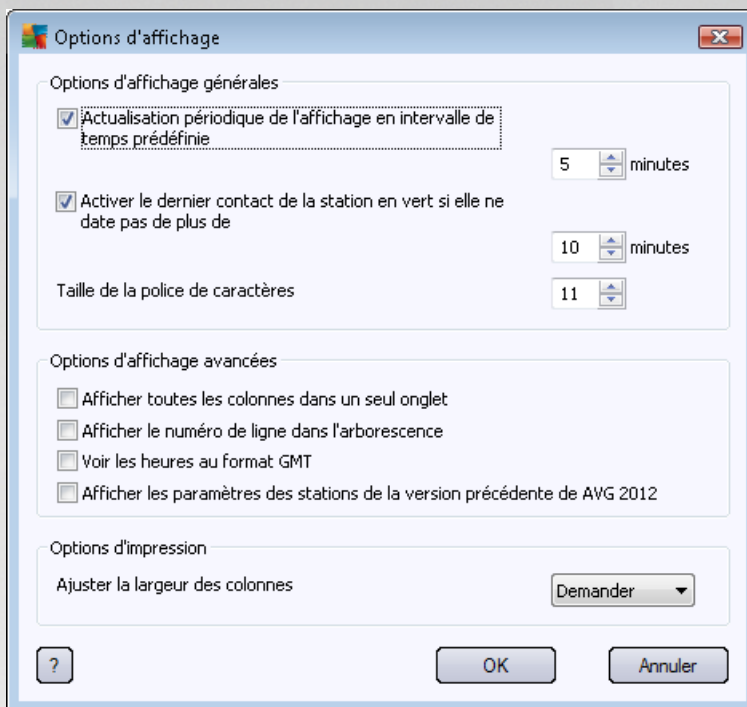 Options d'affichage
Options d'affichage générales
Actualisation périodique de l'affichage en intervalle de
temps prédéfinie
5 minutes
Activer le dernier contact de la station en vert si elle ne
date pas de plus de
10 minutes
Taille de la police de caractères 11
Options d'affichage avancées
Afficher toutes les colonnes dans un seul onglet
Afficher le numéro de ligne dans l'arborescence
Voir les heures au format GMT
Afficher les paramètres des stations de la version précédente de AVG 2012
Options d'impression
Ajuster la largeur des colonnes Demander
? OK Annuler